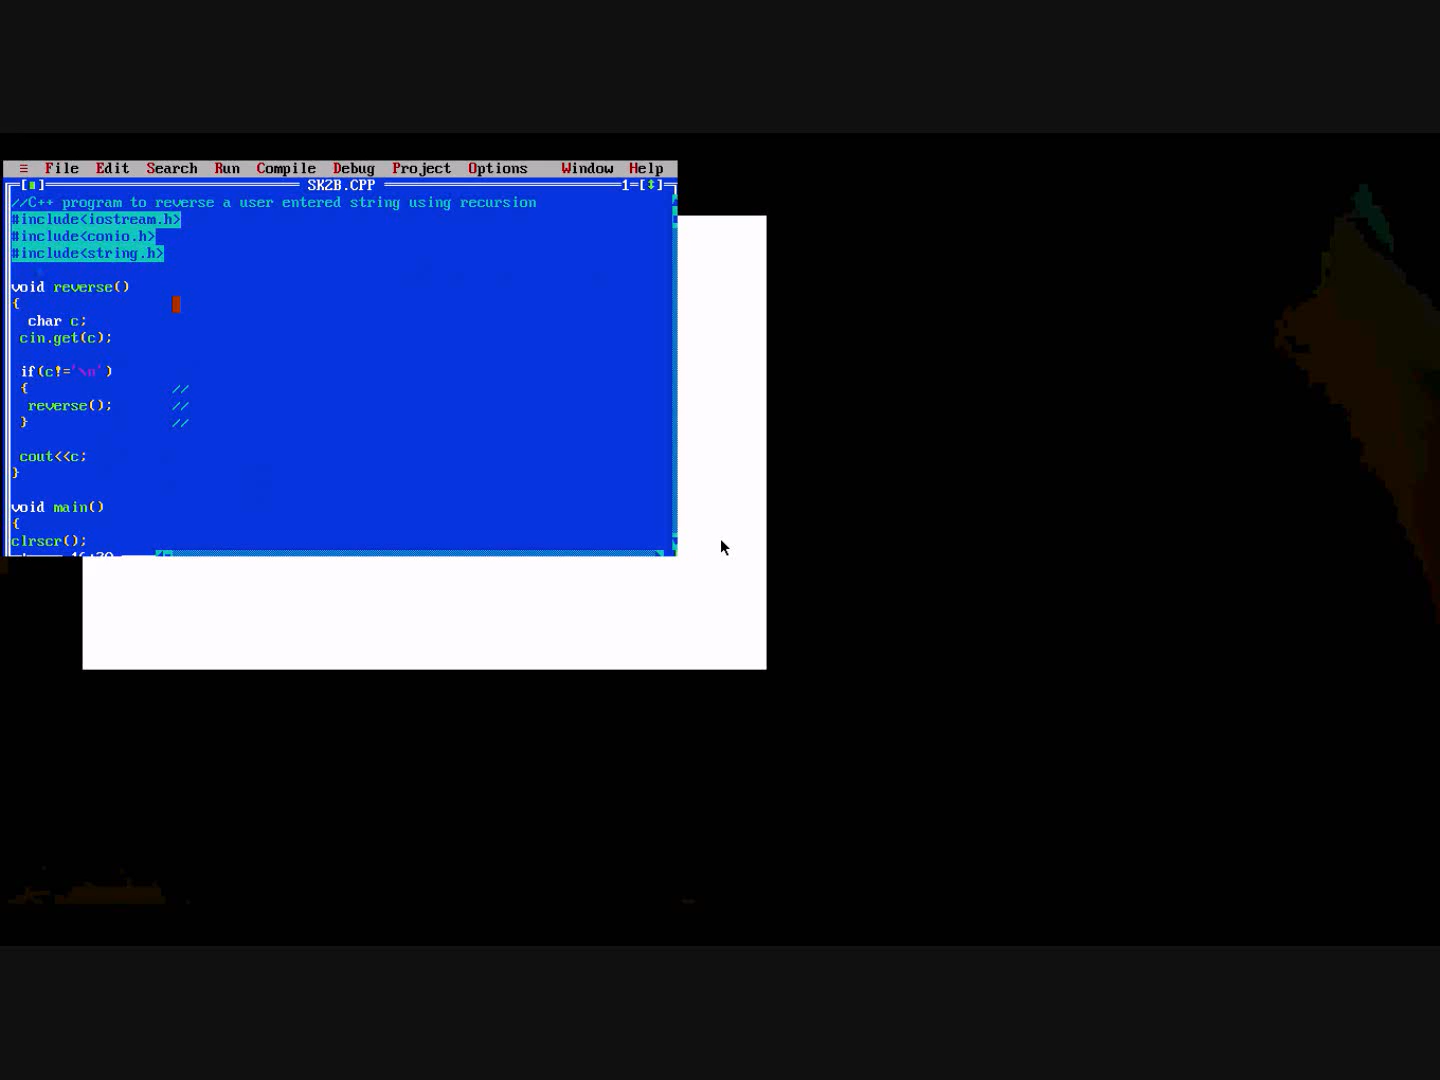 ≡ File Edit Search Run Compile Debug Project Options Window Help
[■] SK2B.CPP 1=[↕]
//C++ program to reverse a user entered string using recursion
#include<iostream.h>
#include<conio.h>
#include<string.h>
void reverse()
{
char c;
cin.get(c);
if(c!='\n')
{ //
reverse(); //
} //
cout<<c;
}
void main()
{
clrscr();